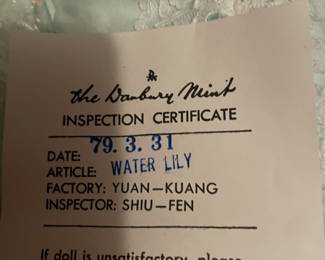 The Danbury Mint
INSPECTION CERTIFICATE
DATE: 79. 3. 31
ARTICLE: WATER LILY
FACTORY: YUAN—KUANG
INSPECTOR: SHIU—FEN
If doll is unsatisfactory, please